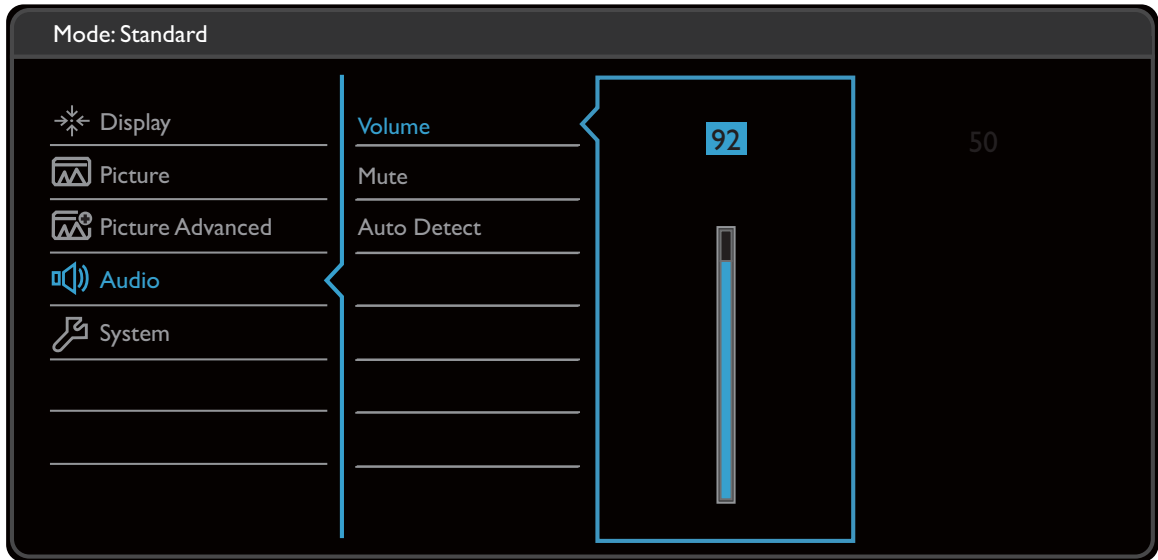 Mode: Standard
Display
Picture
Picture Advanced
Audio
System
Volume
Mute
Auto Detect
92
50